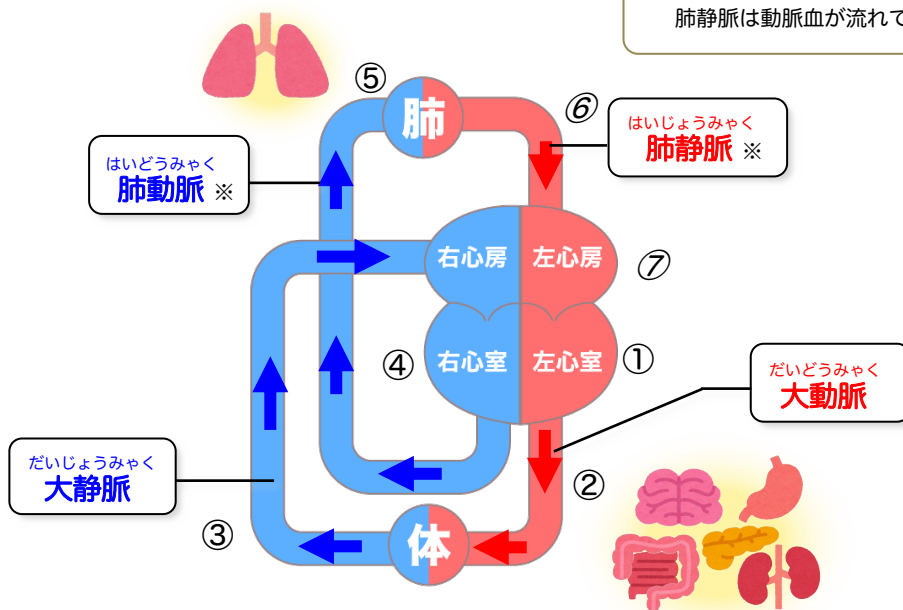 肺静脈は動脈血が流れて
⑤
肺
⑥
はいじょうみゃく
肺静脈 ※
はいどうみゃく
肺動脈 ※
右心房
左心房
⑦
右心室
左心室
④
①
だいどうみゃく
大動脈
だいじょうみゃく
大静脈
②
③
体